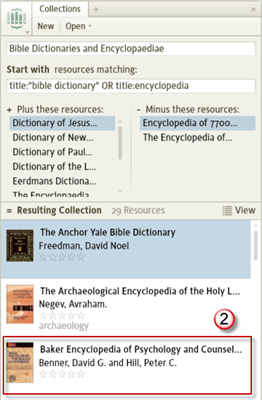 Collections
New Open
Bible Dictionaries and Encyclopaediae
Start with resources matching:
title:"bible dictionary" OR title:encyclopedia
+ Plus these resources:
Dictionary of Jesus...
Dictionary of New...
Dictionary of Paul...
Dictionary of the L...
Eerdmans Dictiona...
The Encyclopaedia
- Minus these resources:
Encyclopedia of 7700...
The Encyclopedia of...
= Resulting Collection 29 Resources View
The Anchor Yale Bible Dictionary
Freedman, David Noel
The Archaeological Encyclopedia of the Holy L...
Negev, Avraham.
archaeology
2
Baker Encyclopedia of Psychology and Counsel...
Benner, David G. and Hill, Peter C.